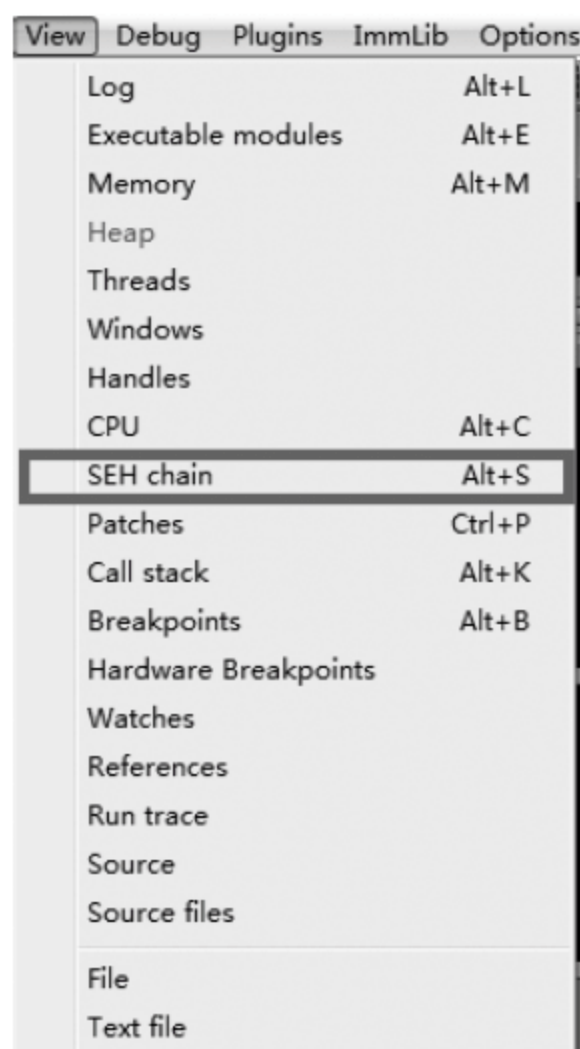 View Debug Plugins ImmLib Options
Log Alt+L
Executable modules Alt+E
Memory Alt+M
Heap
Threads
Windows
Handles
CPU Alt+C
SEH chain Alt+S
Patches Ctrl+P
Call stack Alt+K
Breakpoints Alt+B
Hardware Breakpoints
Watches
References
Run trace
Source
Source files
File
Text file